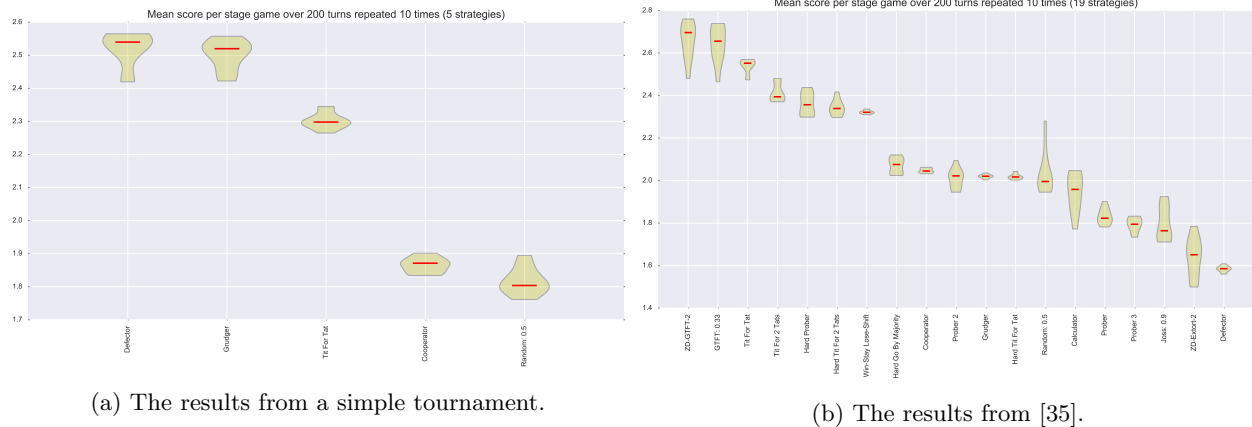 Mean score per stage game over 200 turns repeated 10 times (5 strategies)
2.6
2.5
2.4
2.3
2.2
2.1
2.0
1.9
1.8
1.7
Defector
Grudger
Tit For Tat
Cooperator
Random: 0.5
(a) The results from a simple tournament.
Mean score per stage game over 200 turns repeated 10 times (19 strategies)
2.8
2.6
2.4
2.2
2.0
1.8
1.6
1.4
ZD-GTFT-2
GTFT: 0.33
Tit For Tat
Tit For 2 Tats
Hard Prober
Hard Tit For 2 Tats
Win-Stay Lose-Shift
Hard Go By Majority
Cooperator
Prober 2
Grudger
Hard Tit For Tat
Random: 0.5
Calculator
Prober
Prober 3
Joss: 0.9
ZD-Extort-2
Defector
(b) The results from [35].